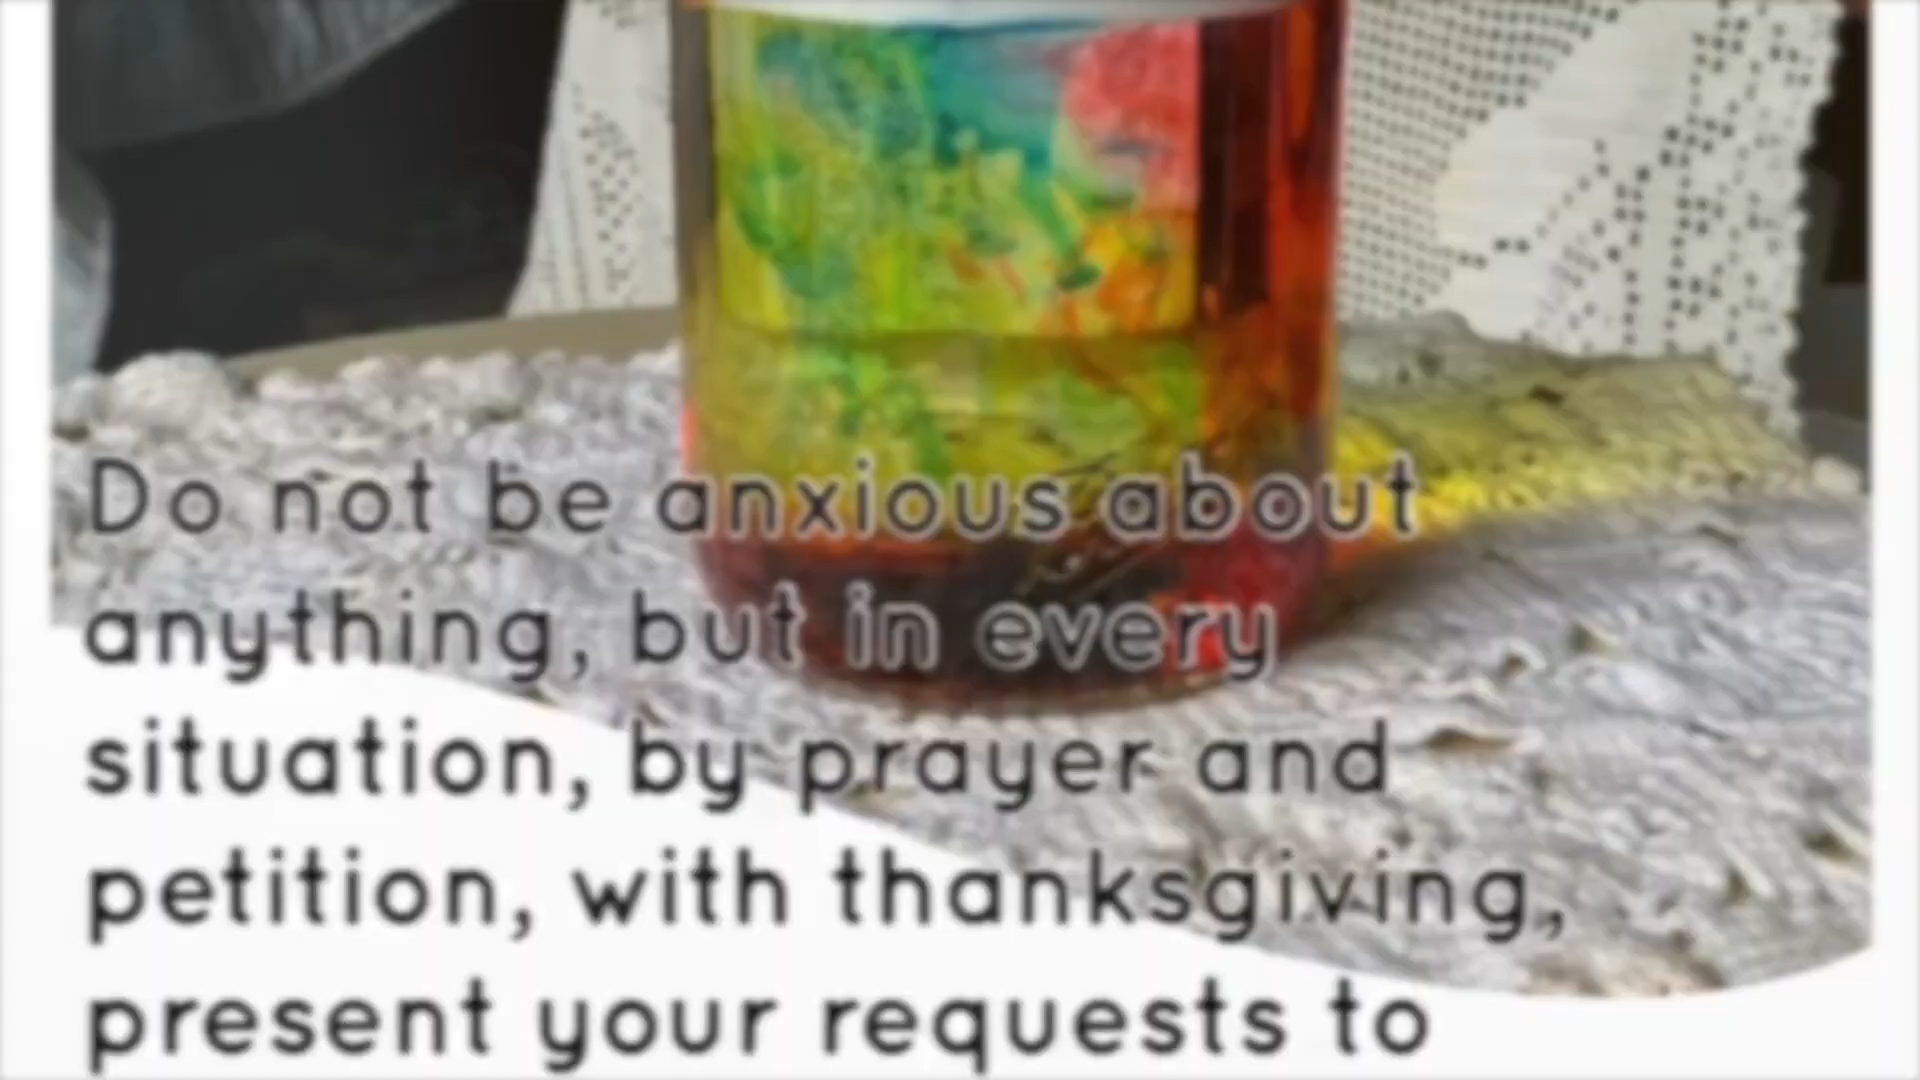 Do not be anxious about
anything, but in every
situation, by prayer and
petition, with thanksgiving,
present your requests to